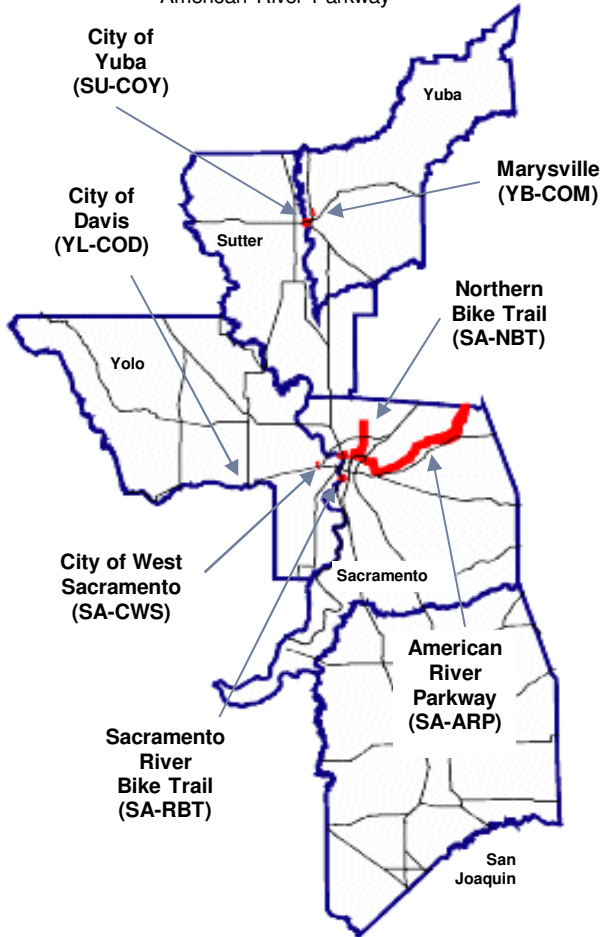 American River Parkway
City of
Yuba
(SU-COY)
Yuba
Marysville
(YB-COM)
City of
Davis
(YL-COD)
Sutter
Northern
Bike Trail
(SA-NBT)
Yolo
City of West
Sacramento
(SA-CWS)
Sacramento
American
River
Parkway
(SA-ARP)
Sacramento
River
Bike Trail
(SA-RBT)
San
Joaquin